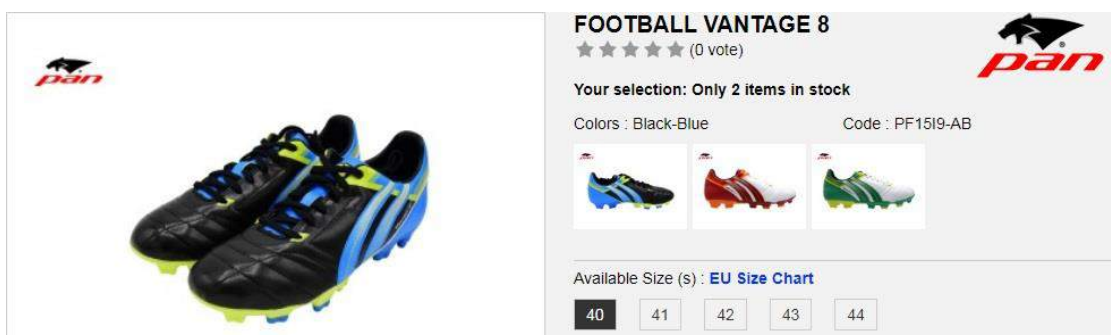 pan
FOOTBALL VANTAGE 8
(0 vote)
pan
Your selection: Only 2 items in stock
Colors : Black-Blue
Code : PF15I9-AB
Available Size (s) : EU Size Chart
40 41 42 43 44